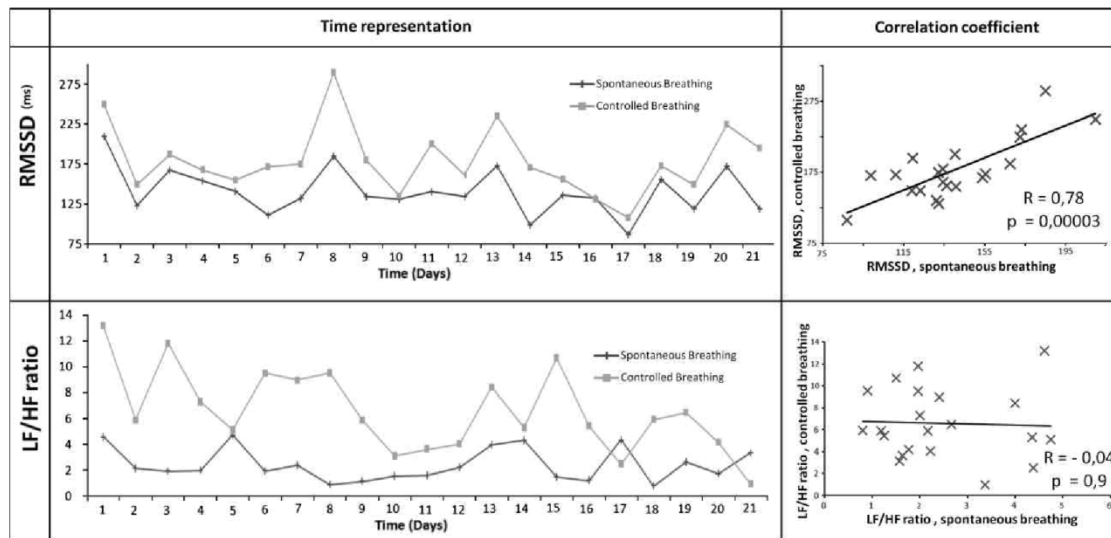 Time representation
Correlation coefficient
RMSSD (ms)
275
225
175
125
75
Spontaneous Breathing
Controlled Breathing
1 2 3 4 5 6 7 8 9 10 11 12 13 14 15 16 17 18 19 20 21
Time (Days)
RMSSD, controlled breathing
275
175
75
R = 0,78
p = 0,00003
75 115 155 195
RMSSD , spontaneous breathing
LF/HF ratio
14
12
10
8
6
4
2
0
Spontaneous Breathing
Controlled Breathing
1 2 3 4 5 6 7 8 9 10 11 12 13 14 15 16 17 18 19 20 21
Time (Days)
LF/HF ratio , controlled breathing
14
12
10
8
6
4
2
0
R = - 0,04
p = 0,9
0 1 2 3 4 5 6
LF/HF ratio , spontaneous breathing